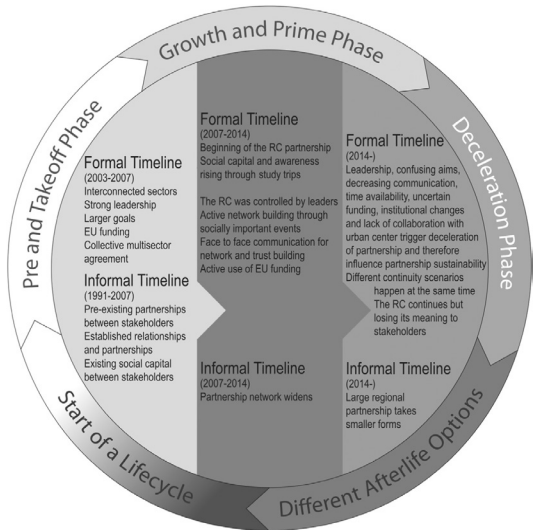 Growth and Prime Phase
Pre and Takeoff Phase
Deceleration Phase
Start of a Lifecycle
Different Afterlife Options
Formal Timeline
(2003-2007)
Interconnected sectors
Strong leadership
Larger goals
EU funding
Collective multisector
agreement
Informal Timeline
(1991-2007)
Pre-existing partnerships
between stakeholders
Established relationships
and partnerships
Existing social capital
between stakeholders
Formal Timeline
(2007-2014)
Beginning of the RC partnership
Social capital and awareness
rising through study trips
The RC was controlled by leaders
Active network building through
socially important events
Face to face communication for
network and trust building
Active use of EU funding
Informal Timeline
(2007-2014)
Partnership network widens
Formal Timeline
(2014-)
Leadership, confusing aims,
decreasing communication,
time availability, uncertain
funding, institutional changes
and lack of collaboration with
urban center trigger deceleration
of partnership and therefore
influence partnership sustainability
Different continuity scenarios
happen at the same time
The RC continues but
losing its meaning to
stakeholders
Informal Timeline
(2014-)
Large regional
partnership takes
smaller forms